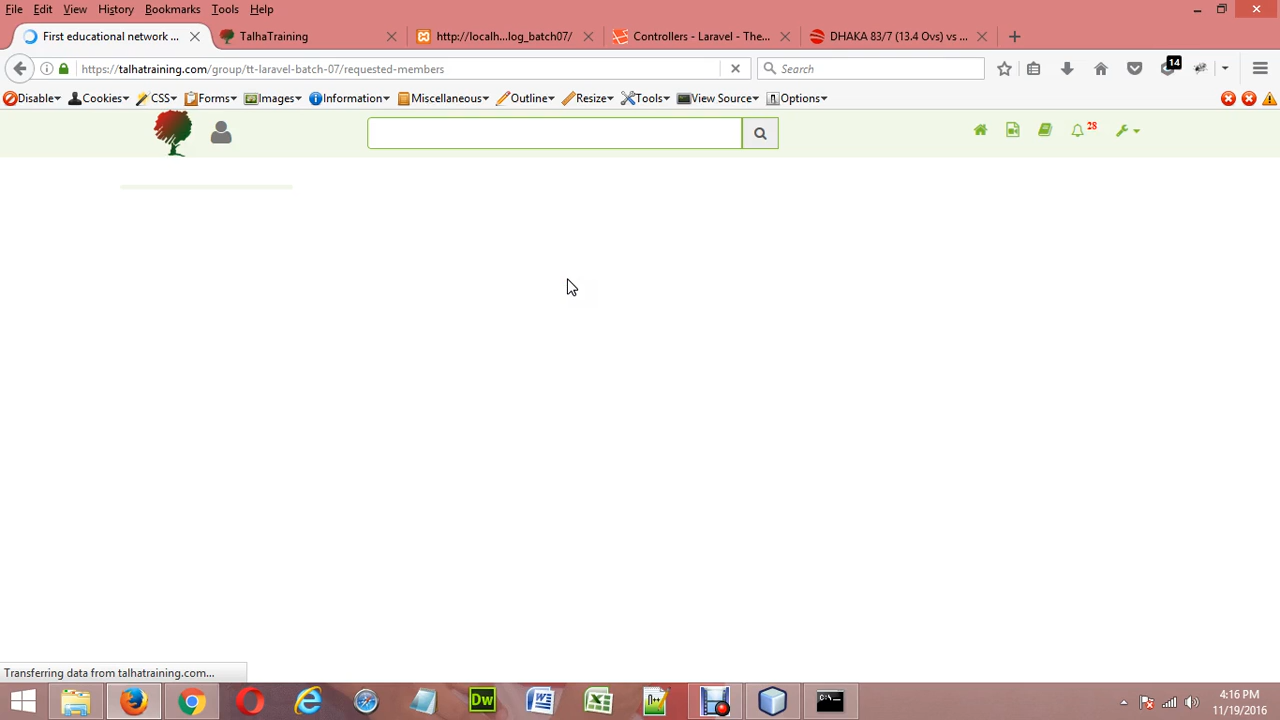 File Edit View History Bookmarks Tools Help
First educational network ... TalhaTraining http://localh...log_batch07/ Controllers - Laravel - The... DHAKA 83/7 (13.4 Ovs) vs ...
https://talhatraining.com/group/tt-laravel-batch-07/requested-members Search 14
Disable Cookies CSS Forms Images Information Miscellaneous Outline Resize Tools View Source Options
28
Transferring data from talhatraining.com...
Dw
4:16 PM
11/19/2016